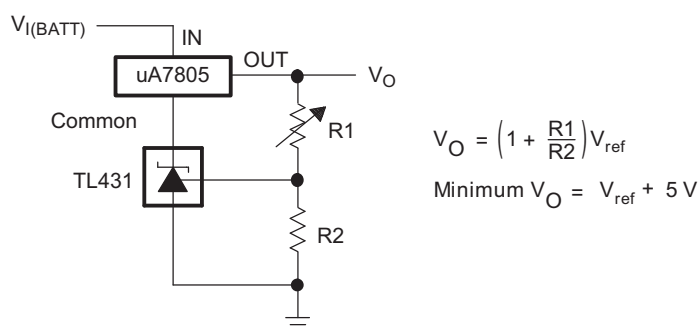 V_I(BATT)
IN
OUT
uA7805
V_O
Common
R1
V_O = (1 + R1/R2) V_ref
TL431
Minimum V_O = V_ref + 5 V
R2